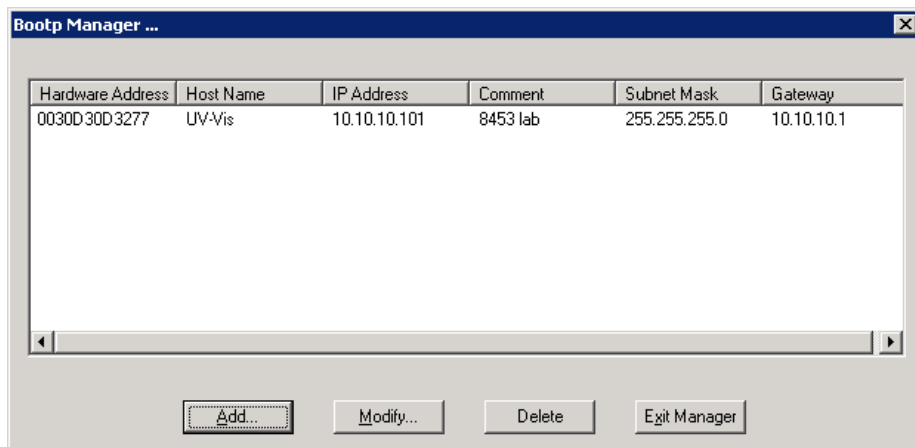 Bootp Manager ...
Hardware Address Host Name IP Address Comment Subnet Mask Gateway
0030D30D3277 UV-Vis 10.10.10.101 8453 lab 255.255.255.0 10.10.10.1
Add... Modify... Delete Exit Manager